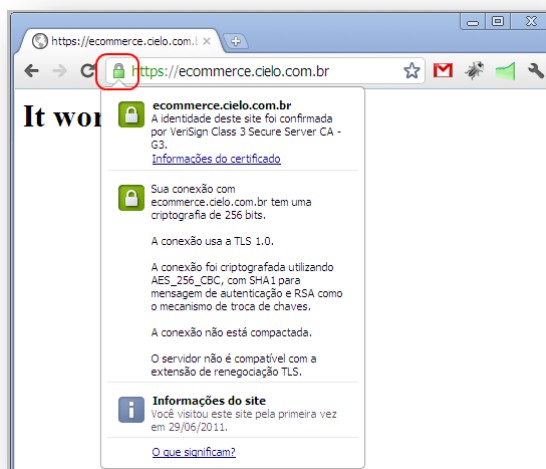 https://ecommerce.cielo.com.b
https://ecommerce.cielo.com.br
It wor
ecommerce.cielo.com.br
A identidade deste site foi confirmada
por VeriSign Class 3 Secure Server CA -
G3.
Informações do certificado
Sua conexão com
ecommerce.cielo.com.br tem uma
criptografia de 256 bits.
A conexão usa a TLS 1.0.
A conexão foi criptografada utilizando
AES_256_CBC, com SHA1 para
mensagem de autenticação e RSA como
o mecanismo de troca de chaves.
A conexão não está compactada.
O servidor não é compatível com a
extensão de renegociação TLS.
Informações do site
Você visitou este site pela primeira vez
em 29/06/2011.
O que significam?